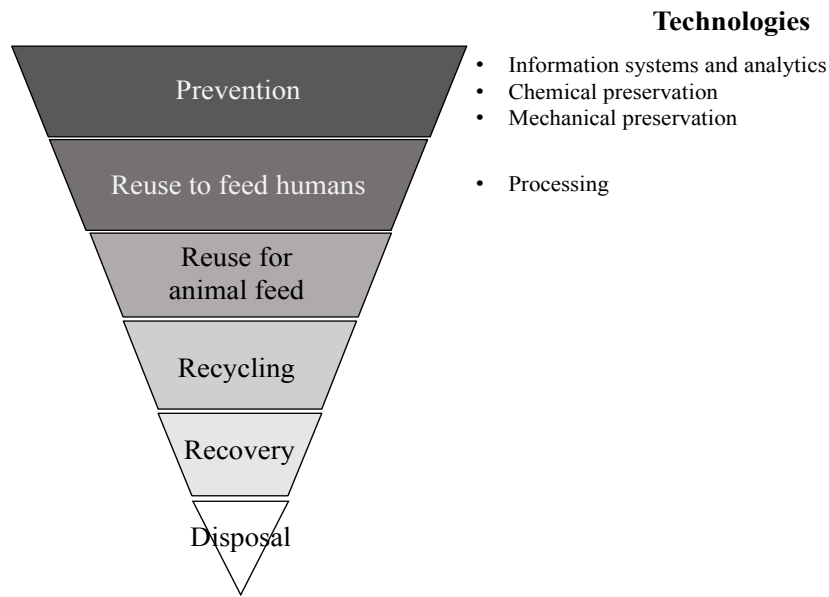 Technologies
Prevention
• Information systems and analytics
• Chemical preservation
• Mechanical preservation
Reuse to feed humans
• Processing
Reuse for
animal feed
Recycling
Recovery
Disposal